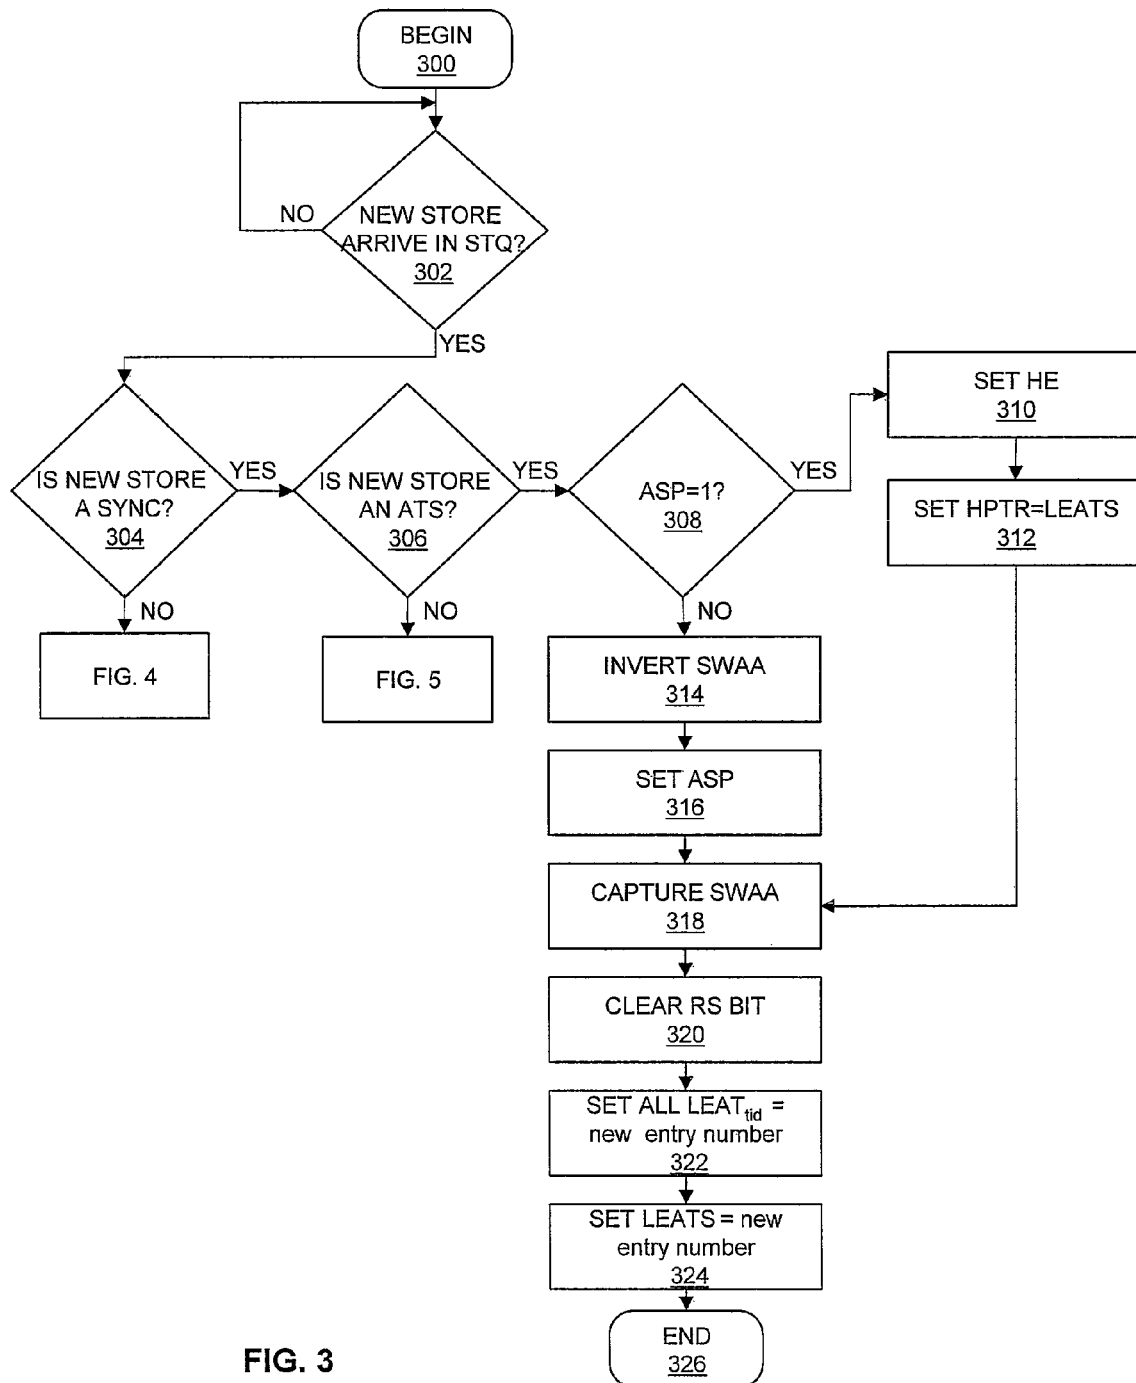 BEGIN
300
NO
NEW STORE
ARRIVE IN STQ?
302
YES
IS NEW STORE
A SYNC?
304
YES
NO
FIG. 4
IS NEW STORE
AN ATS?
306
YES
NO
FIG. 5
ASP=1?
308
YES
NO
SET HE
310
SET HPTR=LEATS
312
INVERT SWAA
314
SET ASP
316
CAPTURE SWAA
318
CLEAR RS BIT
320
SET ALL LEATtid =
new entry number
322
SET LEATS = new
entry number
324
END
326
FIG. 3